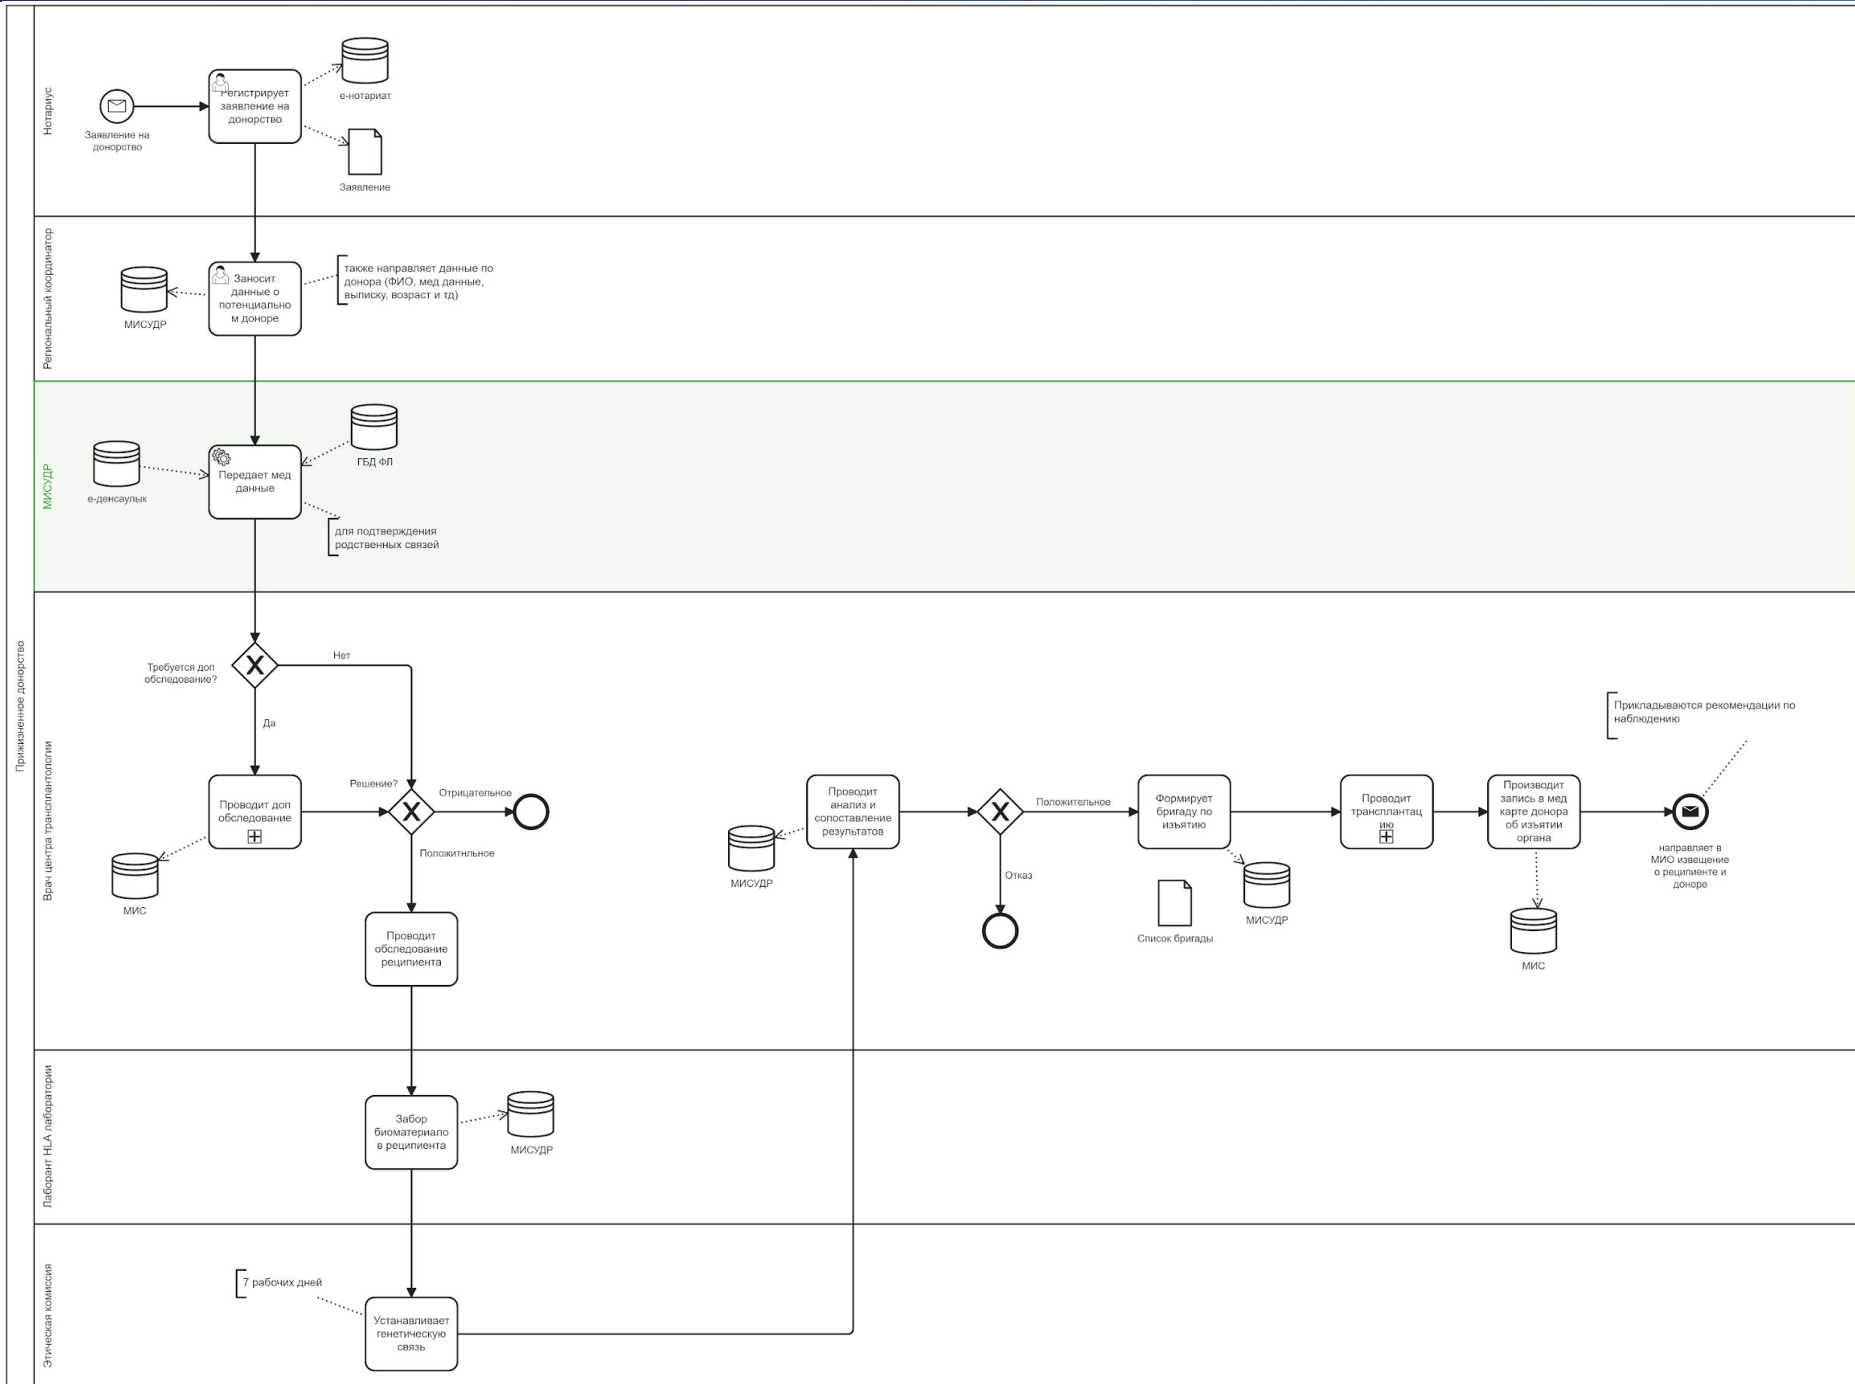 Прижизненное донорство
Нотариус
Заявление на
донорство
Регистрирует
заявление на
донорство
е-нотариат
Заявление
Региональный координатор
МИСУДР
Заносит
данные о
потенциально
м доноре
также направляет данные по
донора (ФИО, мед данные,
выписку, возраст и тд)
МИСУДР
е-денсаулык
Передает мед
данные
ГБД ФЛ
для подтверждения
родственных связей
Врач центра трансплантологии
Требуется доп
обследование?
Нет
Да
Проводит доп
обследование
МИС
Решение?
Отрицательное
Положитнльное
Проводит
обследование
реципиента
МИСУДР
Проводит
анализ и
сопоставление
результатов
Положительное
Отказ
Формирует
бригаду по
изъятию
Список бригады
МИСУДР
Проводит
трансплантац
ию
Производит
запись в мед
карте донора
об изъятии
органа
МИС
Прикладываются рекомендации по
наблюдению
направляет в
МИО извещение
о реципиенте и
доноре
Лаборант HLA лаборатории
Забор
биоматериало
в реципиента
МИСУДР
Этическая комиссия
7 рабочих дней
Устанавливает
генетическую
связь